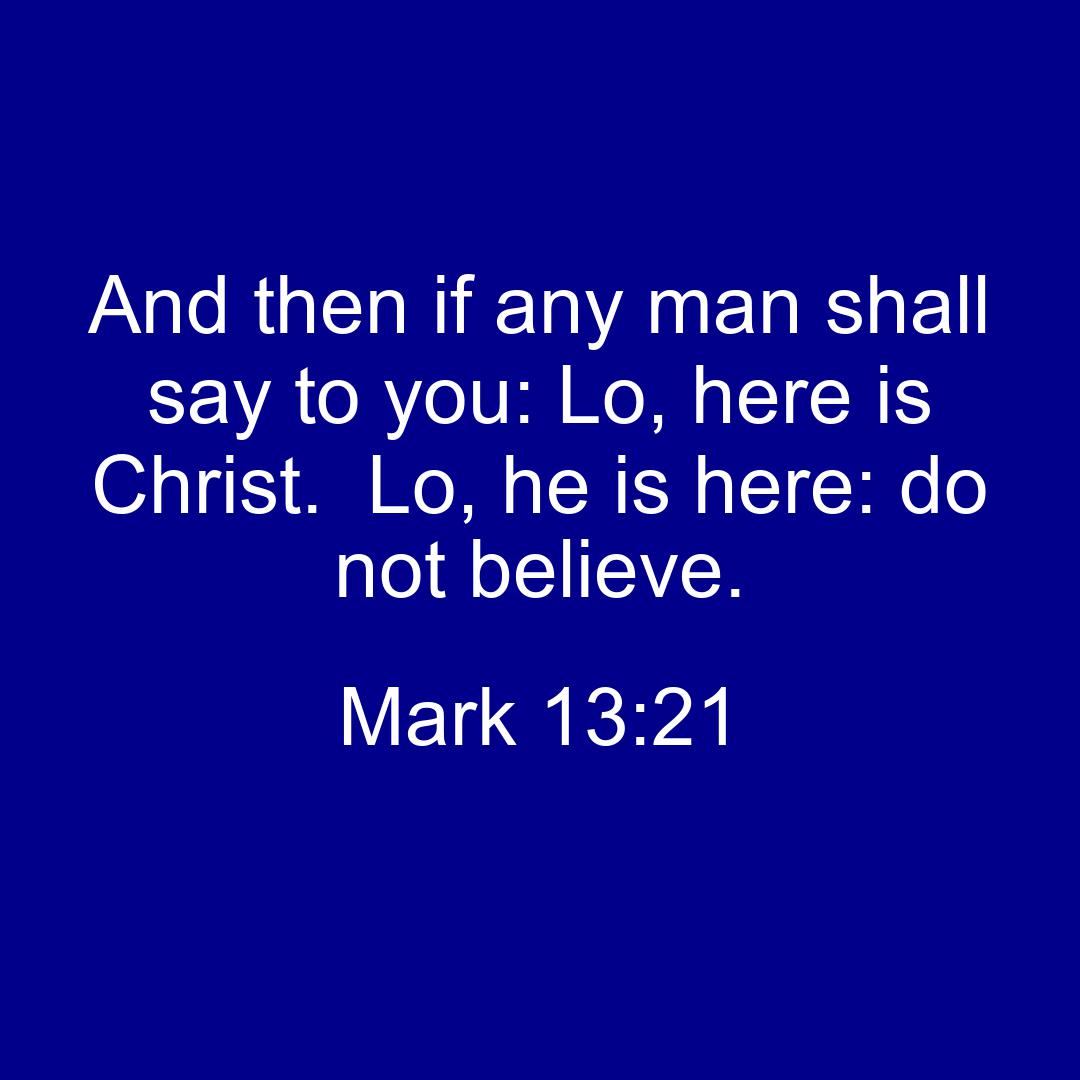 And then if any man shall
say to you: Lo, here is
Christ.  Lo, he is here: do
not believe.
Mark 13:21